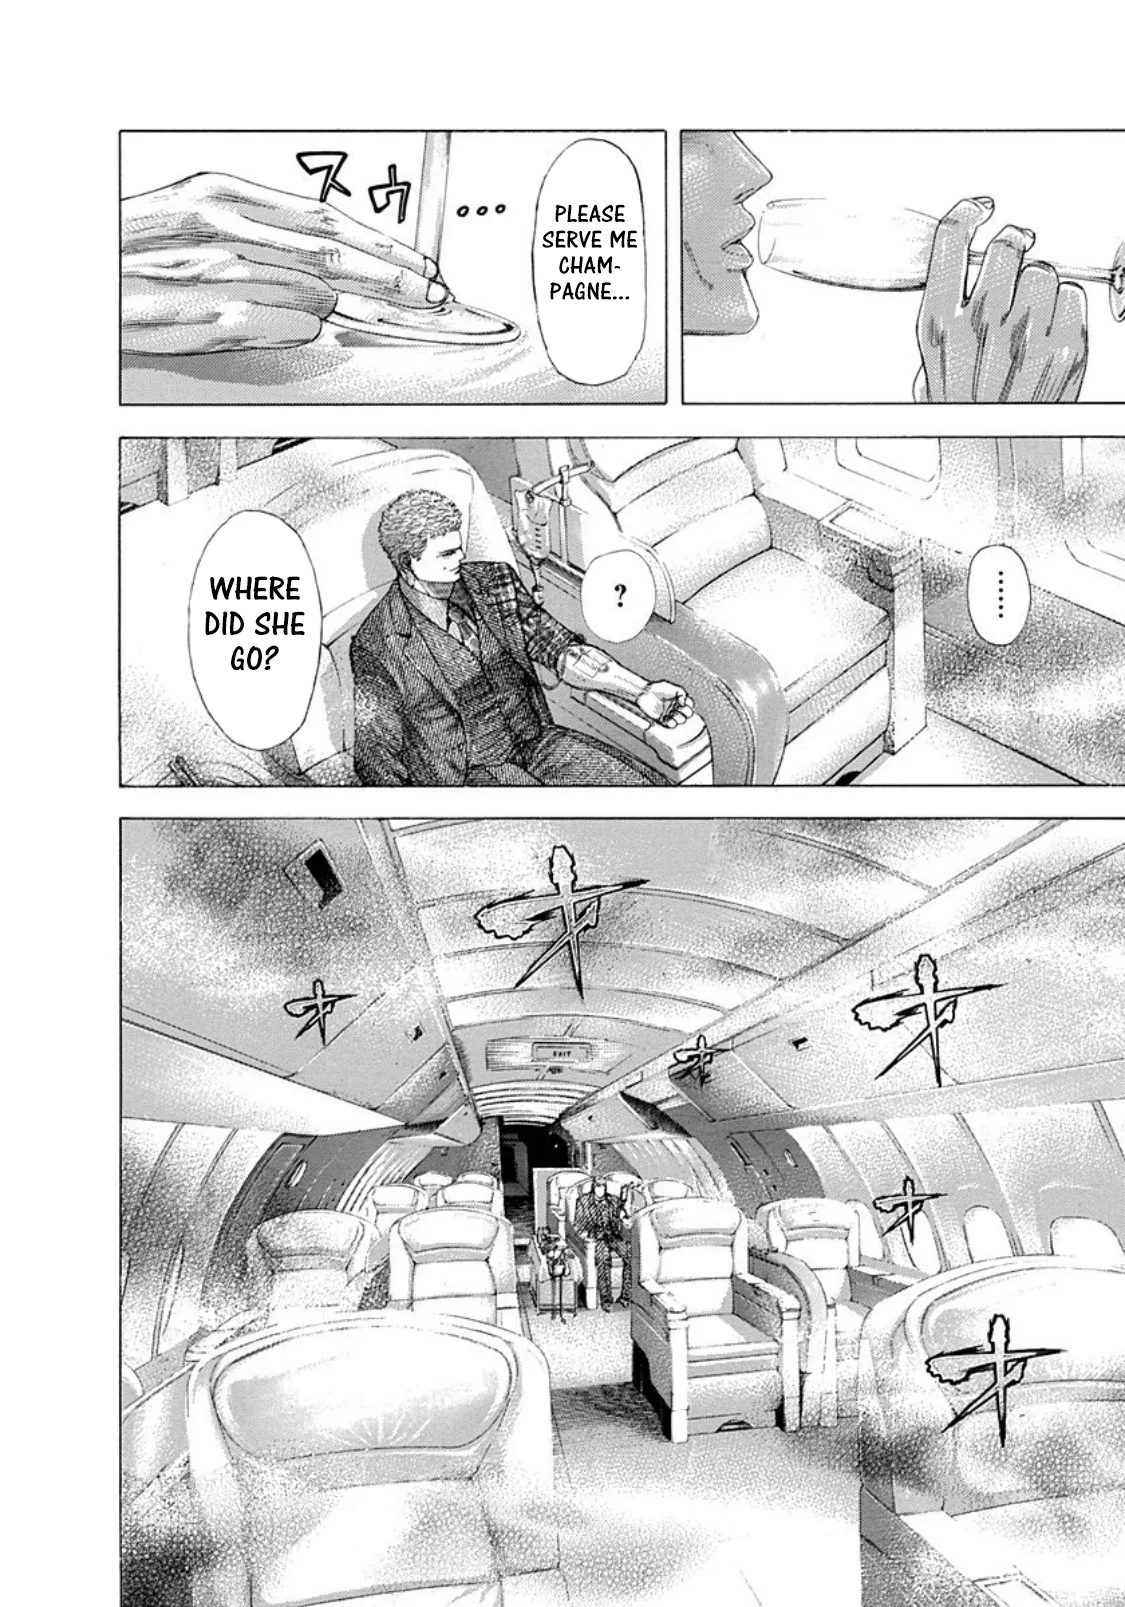 PLEASE
SERVE ME
CHAM-
PAGNE...
...
スゥ
......
?
WHERE
DID SHE
GO?
オ
オ
オ
オ
EXIT
オ
オ